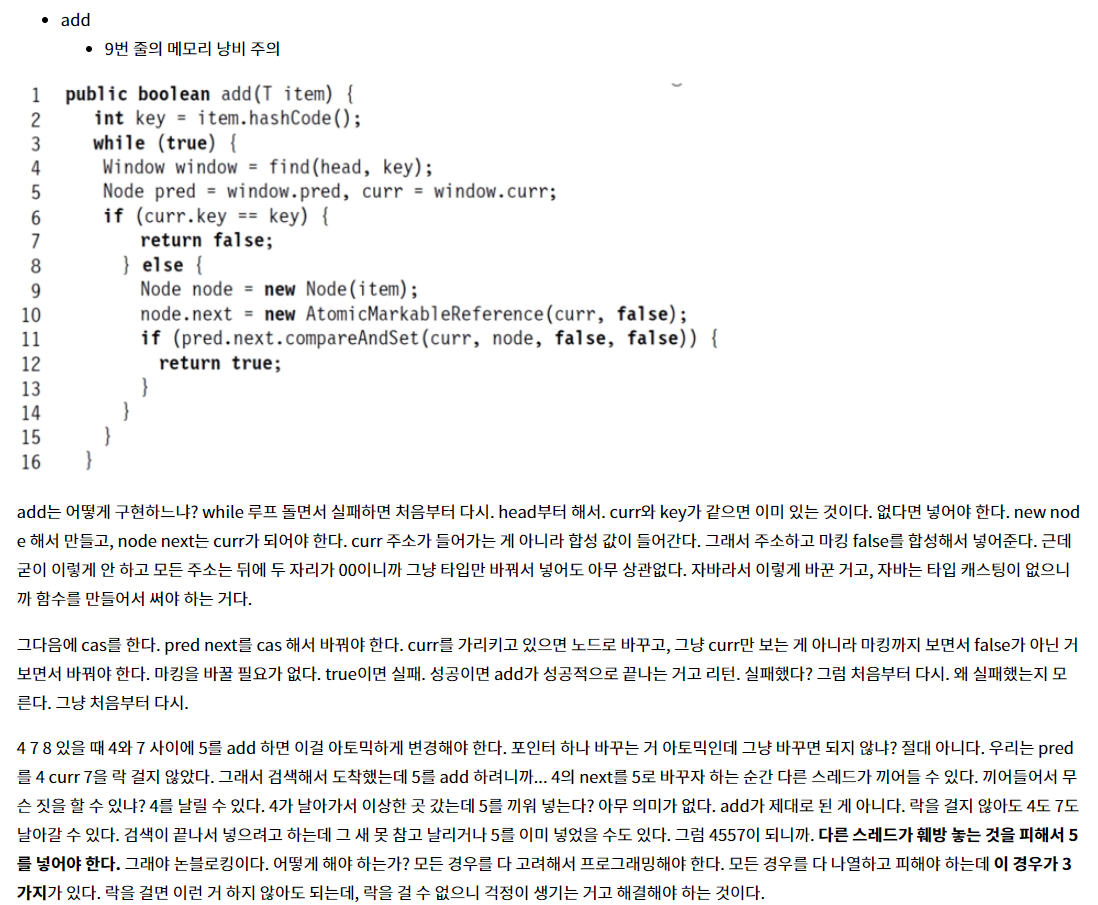 add
9번 줄의 메모리 낭비 주의
1 public boolean add(T item) {
2 int key = item.hashCode();
3 while (true) {
4 Window window = find(head, key);
5 Node pred = window.pred, curr = window.curr;
6 if (curr.key == key) {
7 return false;
8 } else {
9 Node node = new Node(item);
10 node.next = new AtomicMarkableReference(curr, false);
11 if (pred.next.compareAndSet(curr, node, false, false)) {
12 return true;
13 }
14 }
15 }
16 }
add는 어떻게 구현하느냐? while 루프 돌면서 실패하면 처음부터 다시. head부터 해서. curr와 key가 같으면 이미 있는 것이다. 없다면 넣어야 한다. new nod
e 해서 만들고, node next는 curr가 되어야 한다. curr 주소가 들어가는 게 아니라 합성 값이 들어간다. 그래서 주소하고 마킹 false를 합성해서 넣어준다. 근데
굳이 이렇게 안 하고 모든 주소는 뒤에 두 자리가 00이니까 그냥 타입만 바꿔서 넣어도 아무 상관없다. 자바라서 이렇게 바꾼 거고, 자바는 타입 캐스팅이 없으니
까 함수를 만들어서 써야 하는 거다.
그다음에 cas를 한다. pred next를 cas 해서 바꿔야 한다. curr를 가리키고 있으면 노드로 바꾸고, 그냥 curr만 보는 게 아니라 마킹까지 보면서 false가 아닌 거
보면서 바꿔야 한다. 마킹을 바꿀 필요가 없다. true이면 실패. 성공이면 add가 성공적으로 끝나는 거고 리턴. 실패했다? 그럼 처음부터 다시. 왜 실패했는지 모
른다. 그냥 처음부터 다시.
4 7 8 있을 때 4와 7 사이에 5를 add 하면 이걸 아토믹하게 변경해야 한다. 포인터 하나 바꾸는 거 아토믹인데 그냥 바꾸면 되지 않냐? 절대 아니다. 우리는 pred
를 4 curr 7을 락 걸지 않았다. 그래서 검색해서 도착했는데 5를 add 하려니까... 4의 next를 5로 바꾸자 하는 순간 다른 스레드가 끼어들 수 있다. 끼어들어서 무
슨 짓을 할 수 있냐? 4를 날릴 수 있다. 4가 날아가서 이상한 곳 갔는데 5를 끼워 넣는다? 아무 의미가 없다. add가 제대로 된 게 아니다. 락을 걸지 않아도 4도 7도
날아갈 수 있다. 검색이 끝나서 넣으려고 하는데 그 새 못 참고 날리거나 5를 이미 넣었을 수도 있다. 그럼 4557이 되니까. 다른 스레드가 훼방 놓는 것을 피해서 5
를 넣어야 한다. 그래야 논블로킹이다. 어떻게 해야 하는가? 모든 경우를 다 고려해서 프로그래밍해야 한다. 모든 경우를 다 나열하고 피해야 하는데 이 경우가 3
가지가 있다. 락을 걸면 이런 거 하지 않아도 되는데, 락을 걸 수 없으니 걱정이 생기는 거고 해결해야 하는 것이다.